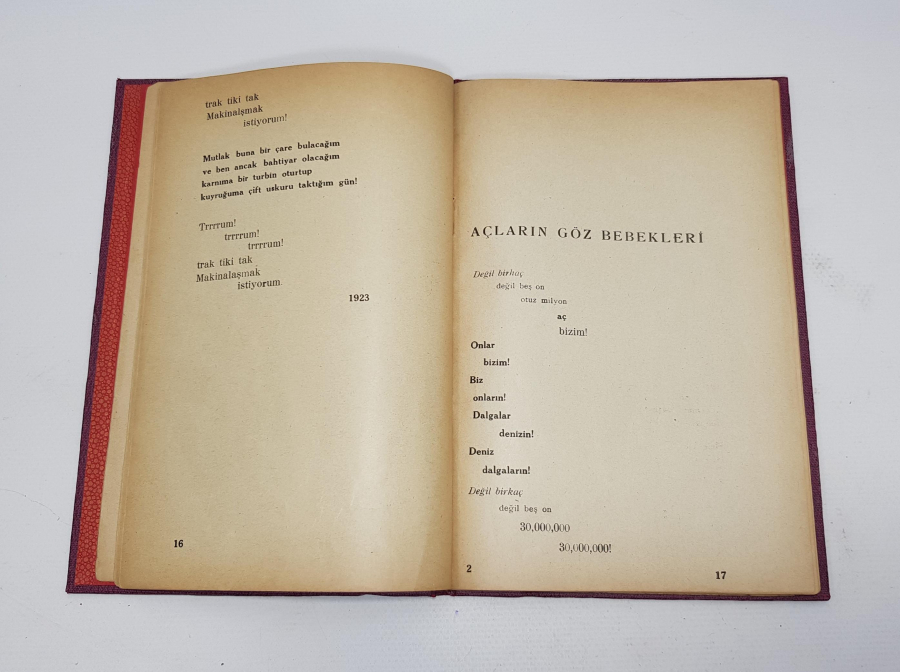 trak tiki tak
Makinalşmak
istiyorum!
Mutlak buna bir çare bulacağım
ve ben ancak bahtiyar olacağım
karnıma bir turbin oturtup
kuyruğuma çift uskuru taktığım gün!
Trrrrum!
trrrrum!
trrrrum!
trak tiki tak
Makinalaşmak
istiyorum
1923
16
AÇLARIN GÖZ BEBEKLERİ
Değil birkaç
değil beş on
otuz milyon
aç
bizim!
Onlar
bizim!
Biz
onların!
Dalgalar
denizin!
Deniz
dalgaların!
Değil birkaç
değil beş on
30,000,000
30,000,000!
2
17